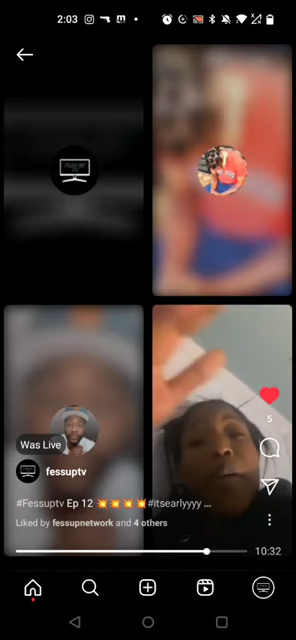 2:03
Was Live
fessuptv
#Fessuptv Ep 12 💥💥💥💥#itsearlyyyy ...
Liked by fessupnetwork and 4 others
5
10:32